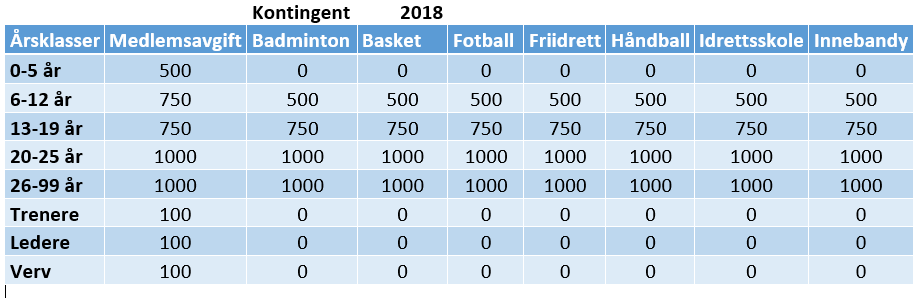 Kontingent 2018
Årsklasser Medlemsavgift Badminton Basket Fotball Friidrett Håndball Idrettsskole Innebandy
0-5 år 500 0 0 0 0 0 0 0
6-12 år 750 500 500 500 500 500 500 500
13-19 år 750 750 750 750 750 750 750 750
20-25 år 1000 1000 1000 1000 1000 1000 1000 1000
26-99 år 1000 1000 1000 1000 1000 1000 1000 1000
Trenere 100 0 0 0 0 0 0 0
Ledere 100 0 0 0 0 0 0 0
Verv 100 0 0 0 0 0 0 0